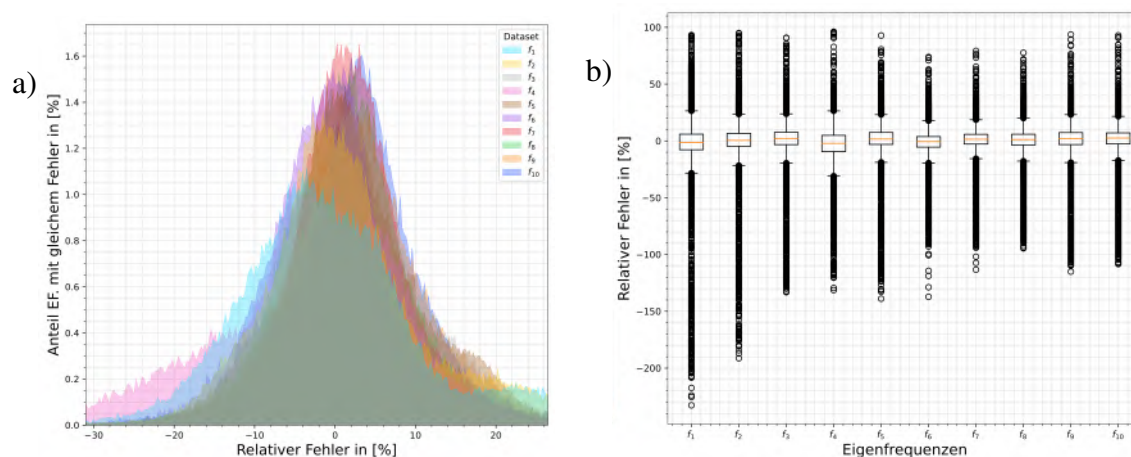 a)
Anteil EF. mit gleichem Fehler in [%]
1.6
1.4
1.2
1.0
0.8
0.6
0.4
0.2
0.0
−30 −20 −10 0 10 20
Relativer Fehler in [%]
Dataset
f1
f2
f3
f4
f5
f6
f7
f8
f9
f10
b)
Relativer Fehler in [%]
100
50
0
−50
−100
−150
−200
f1 f2 f3 f4 f5 f6 f7 f8 f9 f10
Eigenfrequenzen